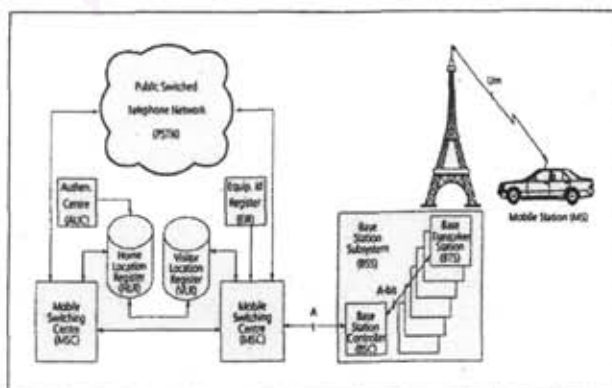 Public Switched
Telephone Network
(PSTN)
Um
Authen.
Centre
(AUC)
Equip. Id
Register
(EIR)
Mobile Station (MS)
Home
Location
Register
(HLR)
Visitor
Location
Register
(VLR)
Base
Station
Subsystem
(BSS)
Base
Transceiver
Station
(BTS)
A-bis
Mobile
Switching
Centre
(MSC)
Mobile
Switching
Centre
(MSC)
A
Base
Station
Controller
(BSC)